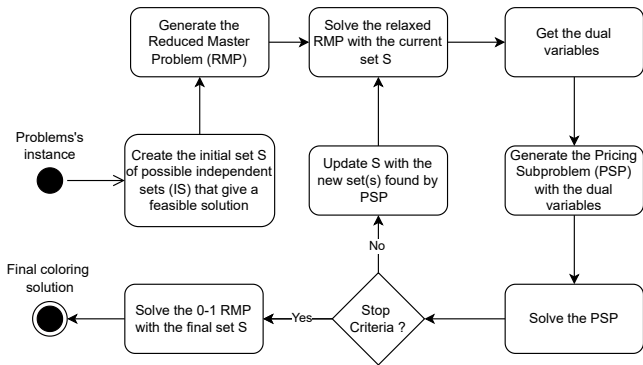 Generate the
Reduced Master
Problem (RMP)
Solve the relaxed
RMP with the current
set S
Get the dual
variables
Problems's
instance
Create the initial set S
of possible independent
sets (IS) that give a
feasible solution
Update S with the
new set(s) found by
PSP
Generate the Pricing
Subproblem (PSP)
with the dual
variables
No
Final coloring
solution
Solve the 0-1 RMP
with the final set S
Yes
Stop
Criteria ?
Solve the PSP